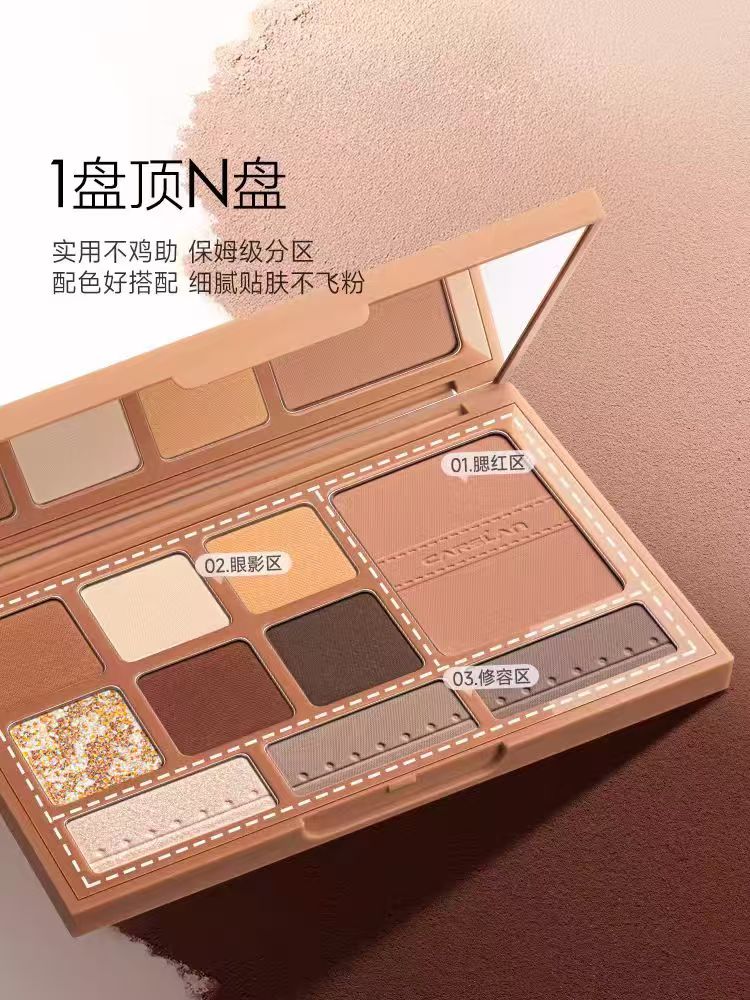 1盘顶N盘
实用不鸡助 保姆级分区
配色好搭配 细腻贴肤不飞粉
01.腮红区
CARSLAN
02.眼影区
03.修容区